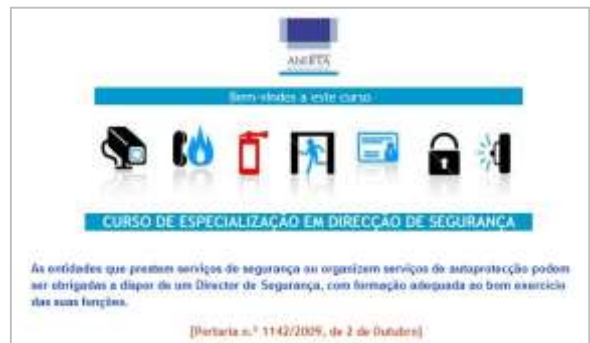 ABERTA
Bem-vindos a este curso
CURSO DE ESPECIALIZAÇÃO EM DIRECÇÃO DE SEGURANÇA
As entidades que prestem serviços de segurança ou organizem serviços de autoprotecção podem
ser obrigadas a dispor de um Director de Segurança, com formação adequada ao bom exercício
das suas funções.
[Portaria n.º 1142/2009, de 2 de Outubro]